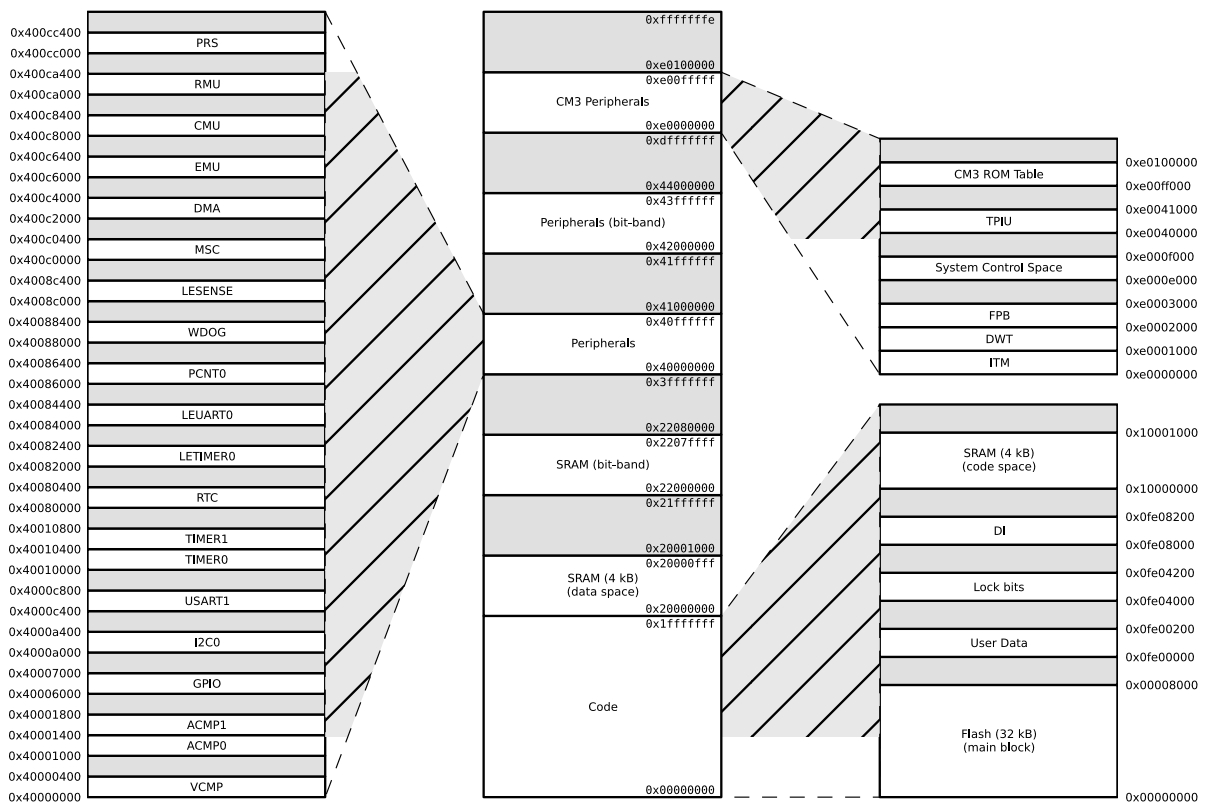 0x400cc400
PRS
0x400cc000
0x400ca400
RMU
0x400ca000
0x400c8400
CMU
0x400c8000
0x400c6400
EMU
0x400c6000
0x400c4000
DMA
0x400c2000
0x400c0400
MSC
0x400c0000
0x4008c400
LESENSE
0x4008c000
0x40088400
WDOG
0x40088000
0x40086400
PCNT0
0x40086000
0x40084400
LEUART0
0x40084000
0x40082400
LETIMER0
0x40082000
0x40080400
RTC
0x40080000
0x40010800
TIMER1
0x40010400
TIMER0
0x40010000
0x4000c800
USART1
0x4000c400
0x4000a400
I2C0
0x4000a000
0x40007000
GPIO
0x40006000
0x40001800
ACMP1
0x40001400
ACMP0
0x40001000
0x40000400
VCMP
0x40000000
0xfffffffe
0xe0100000
0xe00fffff
CM3 Peripherals
0xe0000000
0xdfffffff
0x44000000
0x43ffffff
Peripherals (bit-band)
0x42000000
0x41ffffff
0x41000000
0x40ffffff
Peripherals
0x40000000
0x3fffffff
0x22080000
0x2207ffff
SRAM (bit-band)
0x22000000
0x21ffffff
0x20001000
0x20000fff
SRAM (4 kB)
(data space)
0x20000000
0x1fffffff
Code
0x00000000
0xe0100000
CM3 ROM Table
0xe00ff000
0xe0041000
TPIU
0xe0040000
0xe000f000
System Control Space
0xe000e000
0xe0003000
FPB
0xe0002000
DWT
0xe0001000
ITM
0xe0000000
0x10001000
SRAM (4 kB)
(code space)
0x10000000
0x0fe08200
DI
0x0fe08000
0x0fe04200
Lock bits
0x0fe04000
0x0fe00200
User Data
0x0fe00000
0x00008000
Flash (32 kB)
(main block)
0x00000000